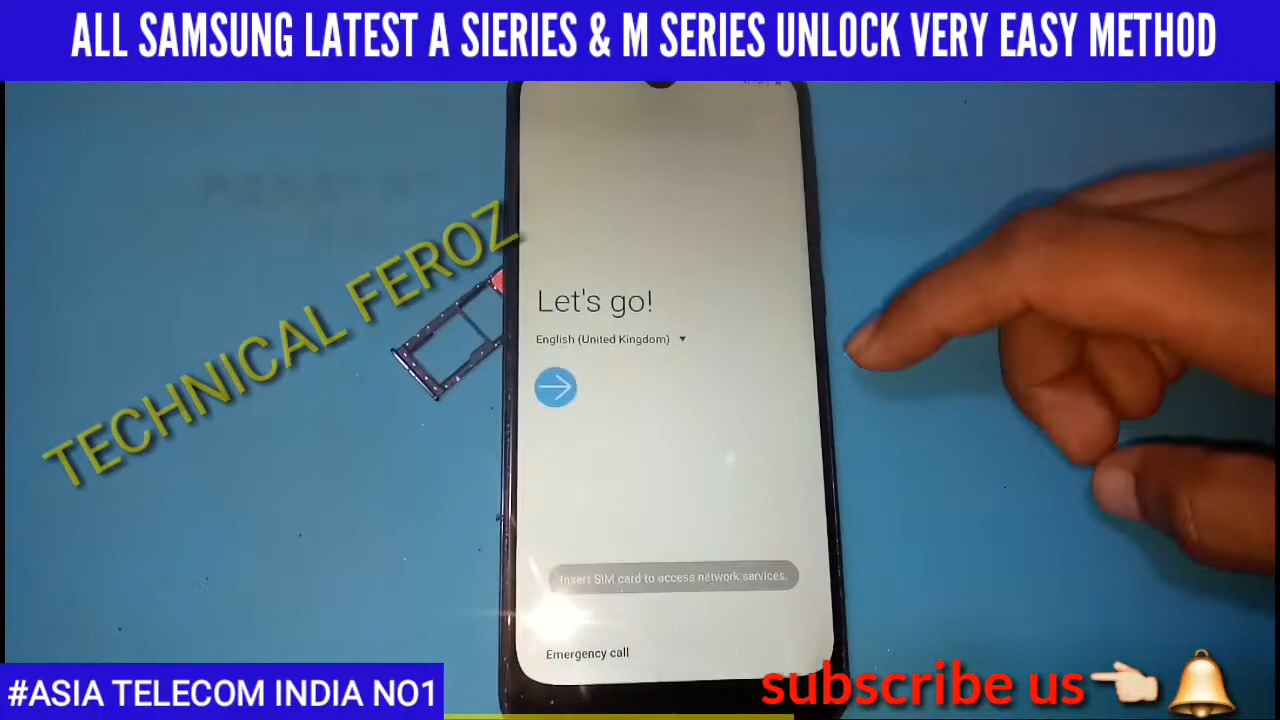 ALL SAMSUNG LATEST A SIERIES & M SERIES UNLOCK VERY EASY METHOD
TECHNICAL FEROZ
Let's go!
English (United Kingdom)
Insert SIM card to access network services.
Emergency call
#ASIA TELECOM INDIA NO1
subscribe us